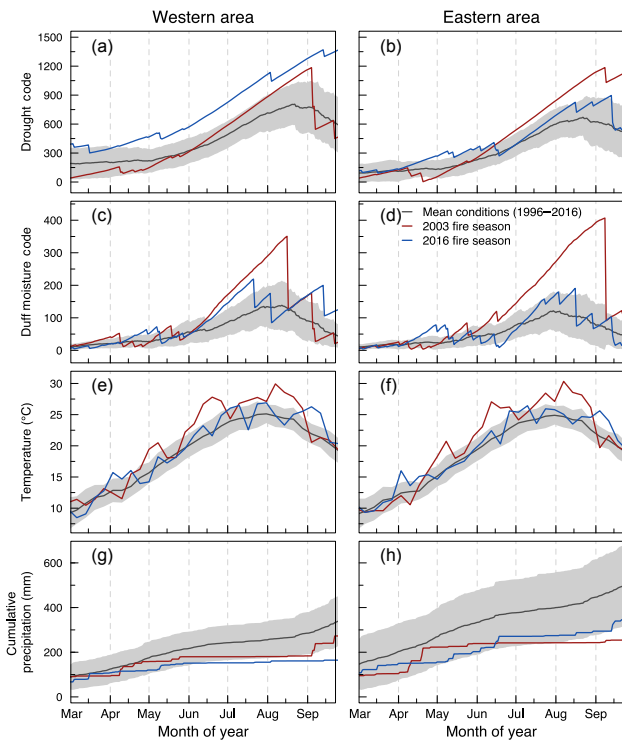 Western area
Eastern area
(a)
(b)
Drought code
1500
1200
900
600
300
0
(c)
(d)
Duff moisture code
400
300
200
100
0
Mean conditions (1996–2016)
2003 fire season
2016 fire season
(e)
(f)
Temperature (°C)
30
25
20
15
10
(g)
(h)
Cumulative
precipitation (mm)
600
400
200
0
Mar Apr May Jun Jul Aug Sep
Mar Apr May Jun Jul Aug Sep
Month of year
Month of year